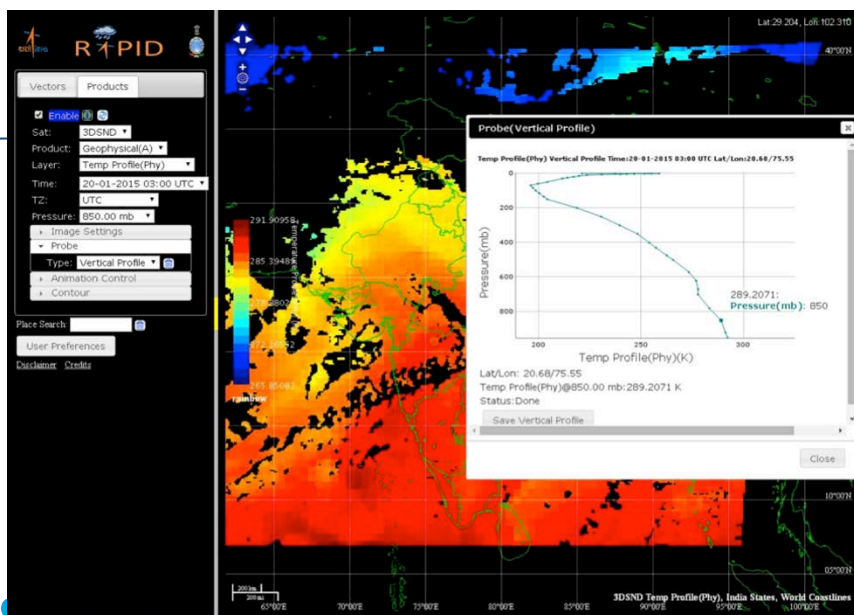 RAPID
Vectors
Products
Enable
Sat: 3DSND
Product: Geophysical(A)
Layer: Temp Profile(Phy)
Time: 20-01-2015 03:00 UTC
TZ: UTC
Pressure: 850.00 mb
Image Settings
Probe
Type: Vertical Profile
Animation Control
Contour
Place Search:
User Preferences
Disclaimer Credits
Lat:29.204, Lon:102.310
40°00'N
291.90958
285.39489
265.85082
rainbow
Probe(Vertical Profile)
Temp Profile(Phy) Vertical Profile Time:20-01-2015 03:00 UTC Lat/Lon:20.68/75.55
0
200
400
600
800
Pressure(mb)
289.2071:
Pressure(mb): 850
200
250
300
Temp Profile(Phy)(K)
Lat/Lon: 20.68/75.55
Temp Profile(Phy)@850.00 mb:289.2071 K
Status:Done
Save Vertical Profile
Close
10°00'N
05°00'N
200 km
200 mi
3DSND Temp Profile(Phy), India States, World Coastlines
65°00'E
70°00'E
75°00'E
80°00'E
85°00'E
90°00'E
95°00'E
100°00'E